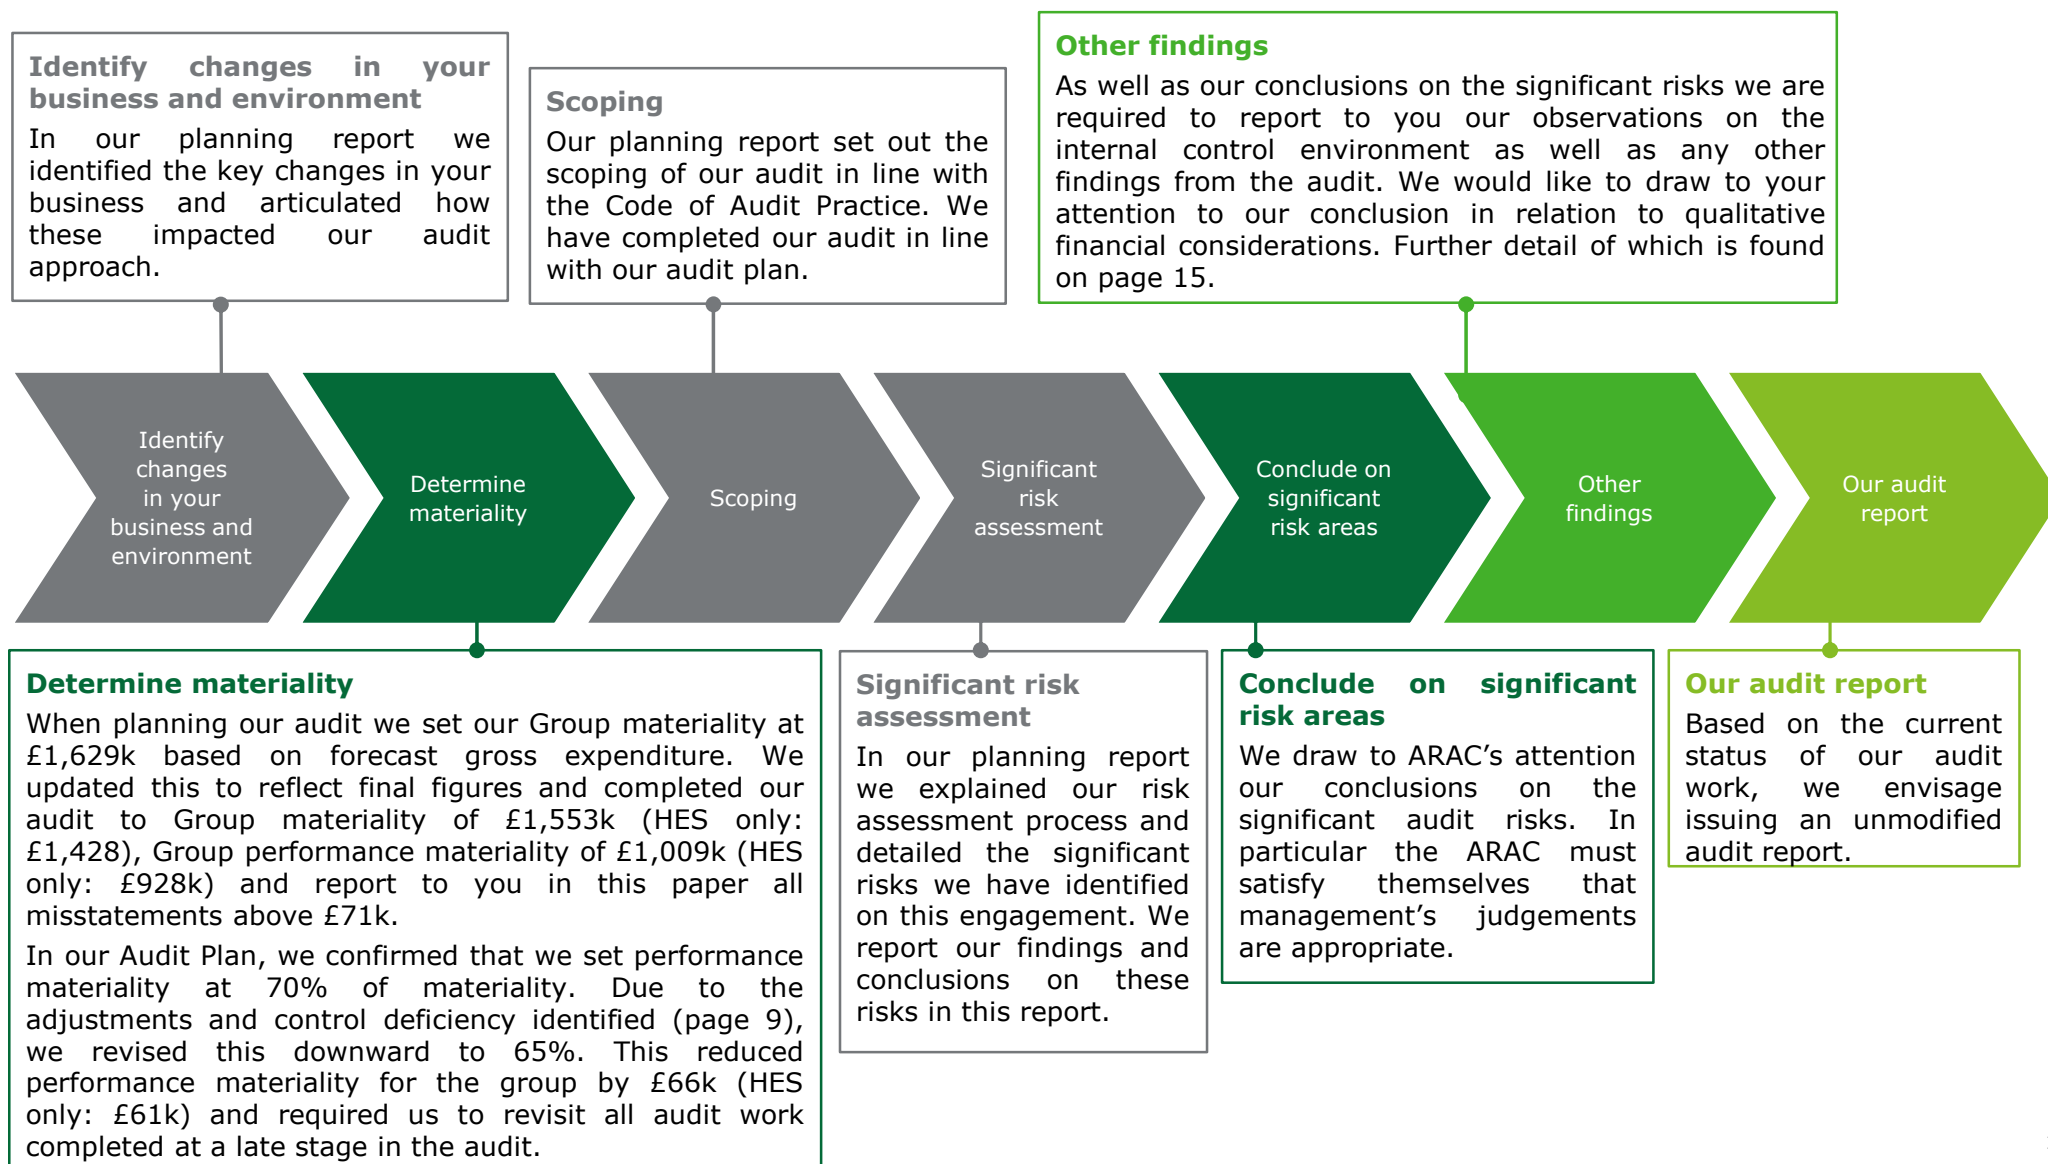 Identify changes in your
business and environment
In our planning report we
identified the key changes in your
business and articulated how
these impacted our audit
approach.
Scoping
Our planning report set out the
scoping of our audit in line with
the Code of Audit Practice. We
have completed our audit in line
with our audit plan.
Other findings
As well as our conclusions on the significant risks we are
required to report to you our observations on the
internal control environment as well as any other
findings from the audit. We would like to draw to your
attention to our conclusion in relation to qualitative
financial considerations. Further detail of which is found
on page 15.
Identify
changes
in your
business and
environment
Determine
materiality
Scoping
Significant
risk
assessment
Conclude on
significant
risk areas
Other
findings
Our audit
report
Determine materiality
When planning our audit we set our Group materiality at
£1,629k based on forecast gross expenditure. We
updated this to reflect final figures and completed our
audit to Group materiality of £1,553k (HES only:
£1,428), Group performance materiality of £1,009k (HES
only: £928k) and report to you in this paper all
misstatements above £71k.
In our Audit Plan, we confirmed that we set performance
materiality at 70% of materiality. Due to the
adjustments and control deficiency identified (page 9),
we revised this downward to 65%. This reduced
performance materiality for the group by £66k (HES
only: £61k) and required us to revisit all audit work
completed at a late stage in the audit.
Significant risk
assessment
In our planning report
we explained our risk
assessment process and
detailed the significant
risks we have identified
on this engagement. We
report our findings and
conclusions on these
risks in this report.
Conclude on significant
risk areas
We draw to ARAC’s attention
our conclusions on the
significant audit risks. In
particular the ARAC must
satisfy themselves that
management’s judgements
are appropriate.
Our audit report
Based on the current
status of our audit
work, we envisage
issuing an unmodified
audit report.